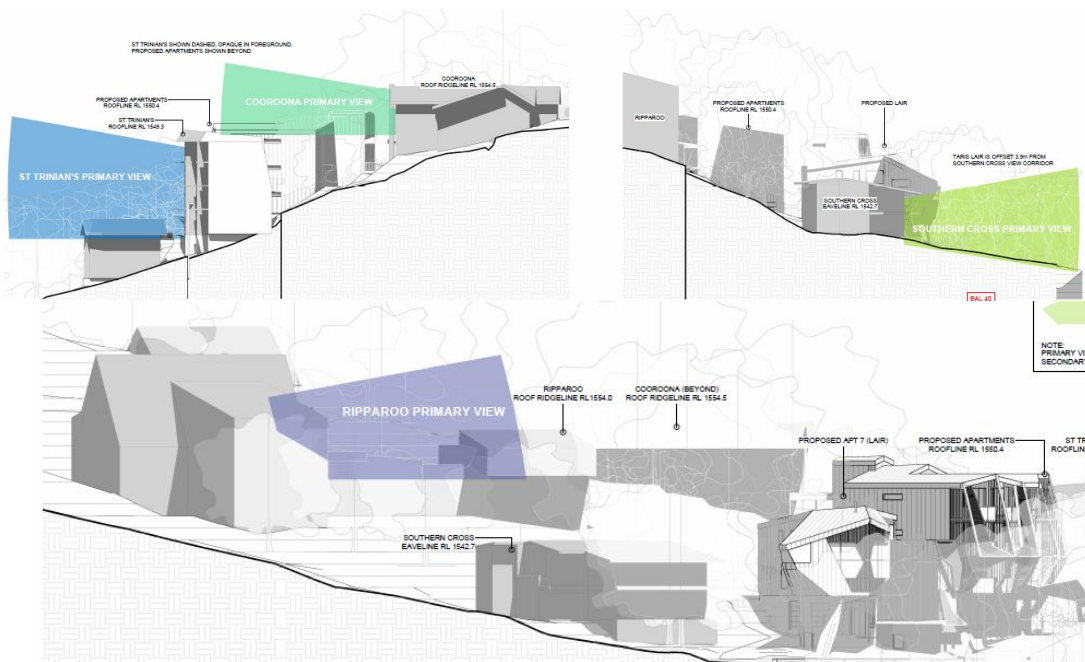 ST TRINIAN'S SHOWN DASHED, OPAQUE IN FOREGROUND.
PROPOSED APARTMENTS SHOWN BEYOND
COOROONA
ROOF RIDGELINE RL 1554.5
PROPOSED APARTMENTS
ROOFLINE RL 1550.4
COOROONA PRIMARY VIEW
ST TRINIAN'S
ROOFLINE RL 1549.3
ST TRINIAN'S PRIMARY VIEW
RIPPAROO
PROPOSED APARTMENTS
ROOFLINE RL 1550.4
PROPOSED LAIR
TARIS LAIR IS OFFSET 3.9m FROM
SOUTHERN CROSS VIEW CORRIDOR
SOUTHERN CROSS
EAVELINE RL 1542.7
SOUTHERN CROSS PRIMARY VIEW
BAL 40
NOTE:
PRIMARY VI
SECONDARY
RIPPAROO PRIMARY VIEW
RIPPAROO
ROOF RIDGELINE RL1554.0
COOROONA (BEYOND)
ROOF RIDGELINE RL 1554.5
PROPOSED APT 7 (LAIR)
PROPOSED APARTMENTS
ROOFLINE RL 1550.4
ST TR
ROOFLINE
SOUTHERN CROSS
EAVELINE RL 1542.7